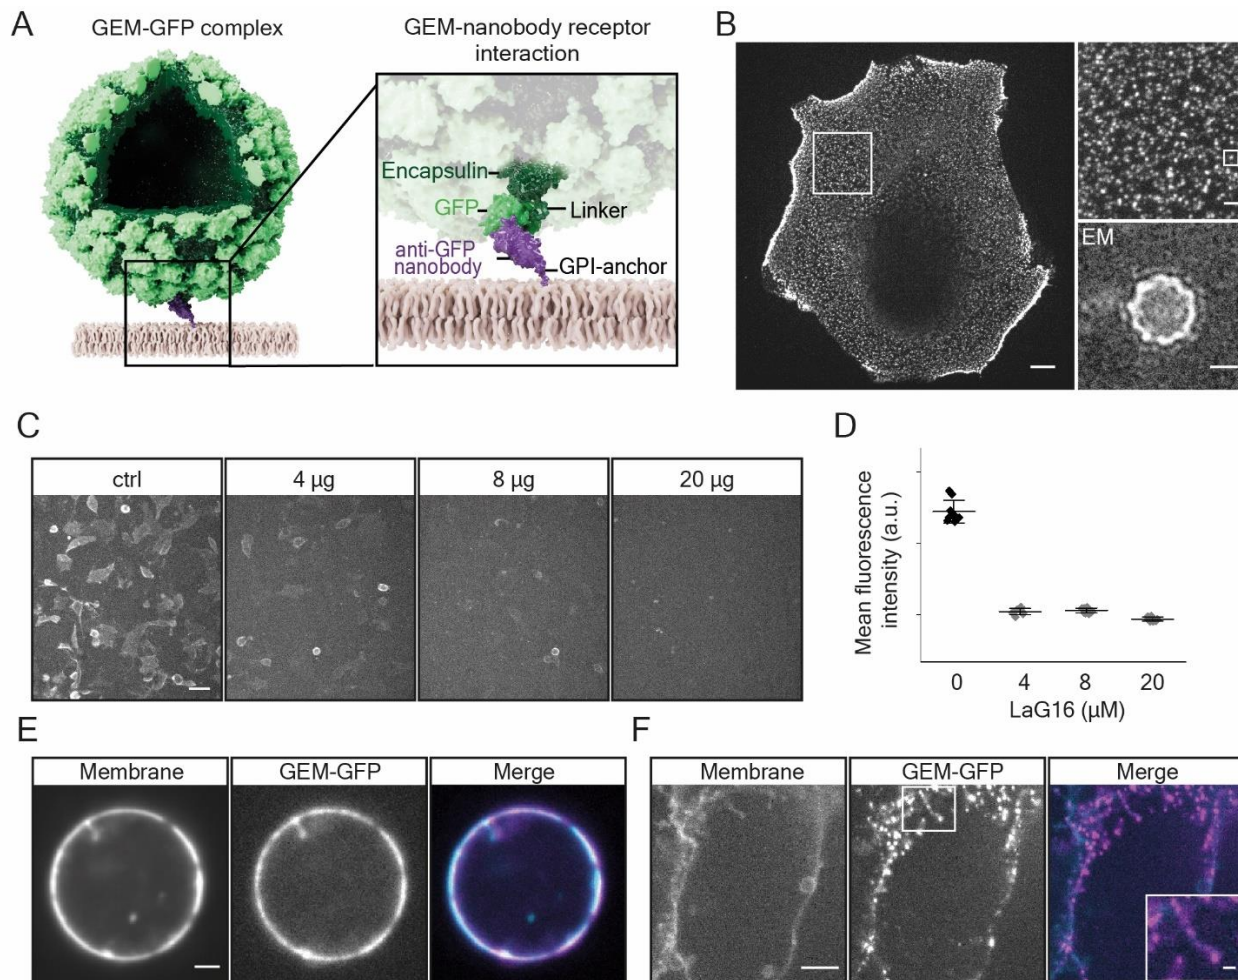 A
GEM-GFP complex
GEM-nanobody receptor
interaction
Encapsulin
GFP
Linker
anti-GFP
nanobody
GPI-anchor
B
EM
C
ctrl
4 µg
8 µg
20 µg
D
Mean fluorescence
intensity (a.u.)
0
4
8
20
LaG16 (µM)
E
Membrane
GEM-GFP
Merge
F
Membrane
GEM-GFP
Merge